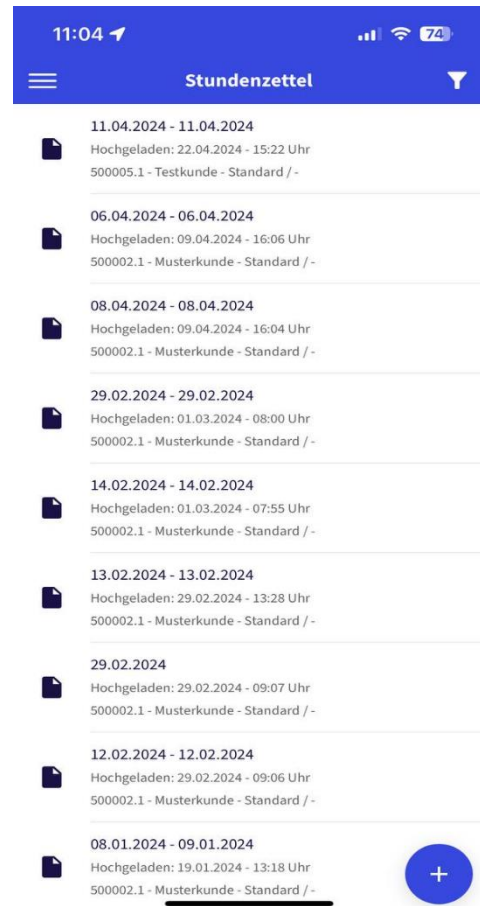 11:04
74
Stundenzettel
11.04.2024 - 11.04.2024
Hochgeladen: 22.04.2024 - 15:22 Uhr
500005.1 - Testkunde - Standard / -
06.04.2024 - 06.04.2024
Hochgeladen: 09.04.2024 - 16:06 Uhr
500002.1 - Musterkunde - Standard / -
08.04.2024 - 08.04.2024
Hochgeladen: 09.04.2024 - 16:04 Uhr
500002.1 - Musterkunde - Standard / -
29.02.2024 - 29.02.2024
Hochgeladen: 01.03.2024 - 08:00 Uhr
500002.1 - Musterkunde - Standard / -
14.02.2024 - 14.02.2024
Hochgeladen: 01.03.2024 - 07:55 Uhr
500002.1 - Musterkunde - Standard / -
13.02.2024 - 13.02.2024
Hochgeladen: 29.02.2024 - 13:28 Uhr
500002.1 - Musterkunde - Standard / -
29.02.2024
Hochgeladen: 29.02.2024 - 09:07 Uhr
500002.1 - Musterkunde - Standard / -
12.02.2024 - 12.02.2024
Hochgeladen: 29.02.2024 - 09:06 Uhr
500002.1 - Musterkunde - Standard / -
08.01.2024 - 09.01.2024
Hochgeladen: 19.01.2024 - 13:18 Uhr
500002.1 - Musterkunde - Standard / -
+